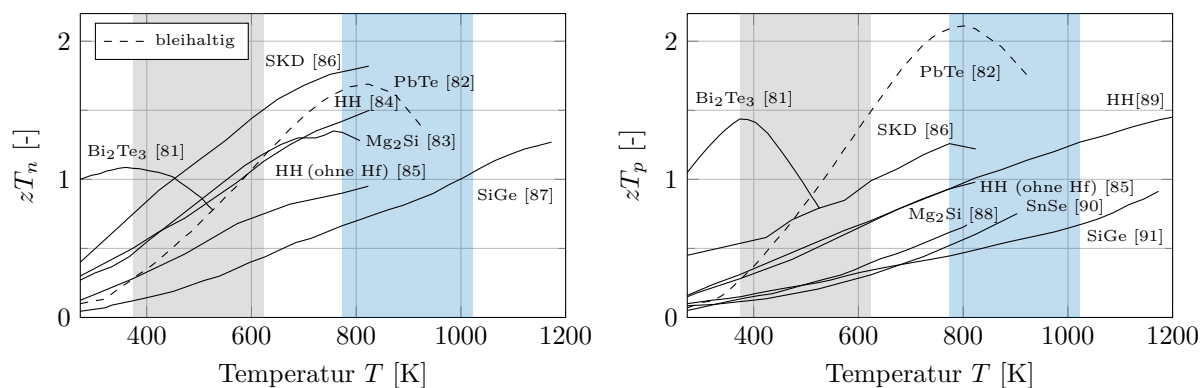 2
1
0
zT_n [-]
bleihaltig
SKD [86]
PbTe [82]
HH [84]
Bi₂Te₃ [81]
Mg₂Si [83]
HH (ohne Hf) [85]
SiGe [87]
400 600 800 1000 1200
Temperatur T [K]
2
1
0
zT_p [-]
PbTe [82]
Bi₂Te₃ [81]
HH[89]
SKD [86]
HH (ohne Hf) [85]
SnSe [90]
Mg₂Si [88]
SiGe [91]
400 600 800 1000 1200
Temperatur T [K]